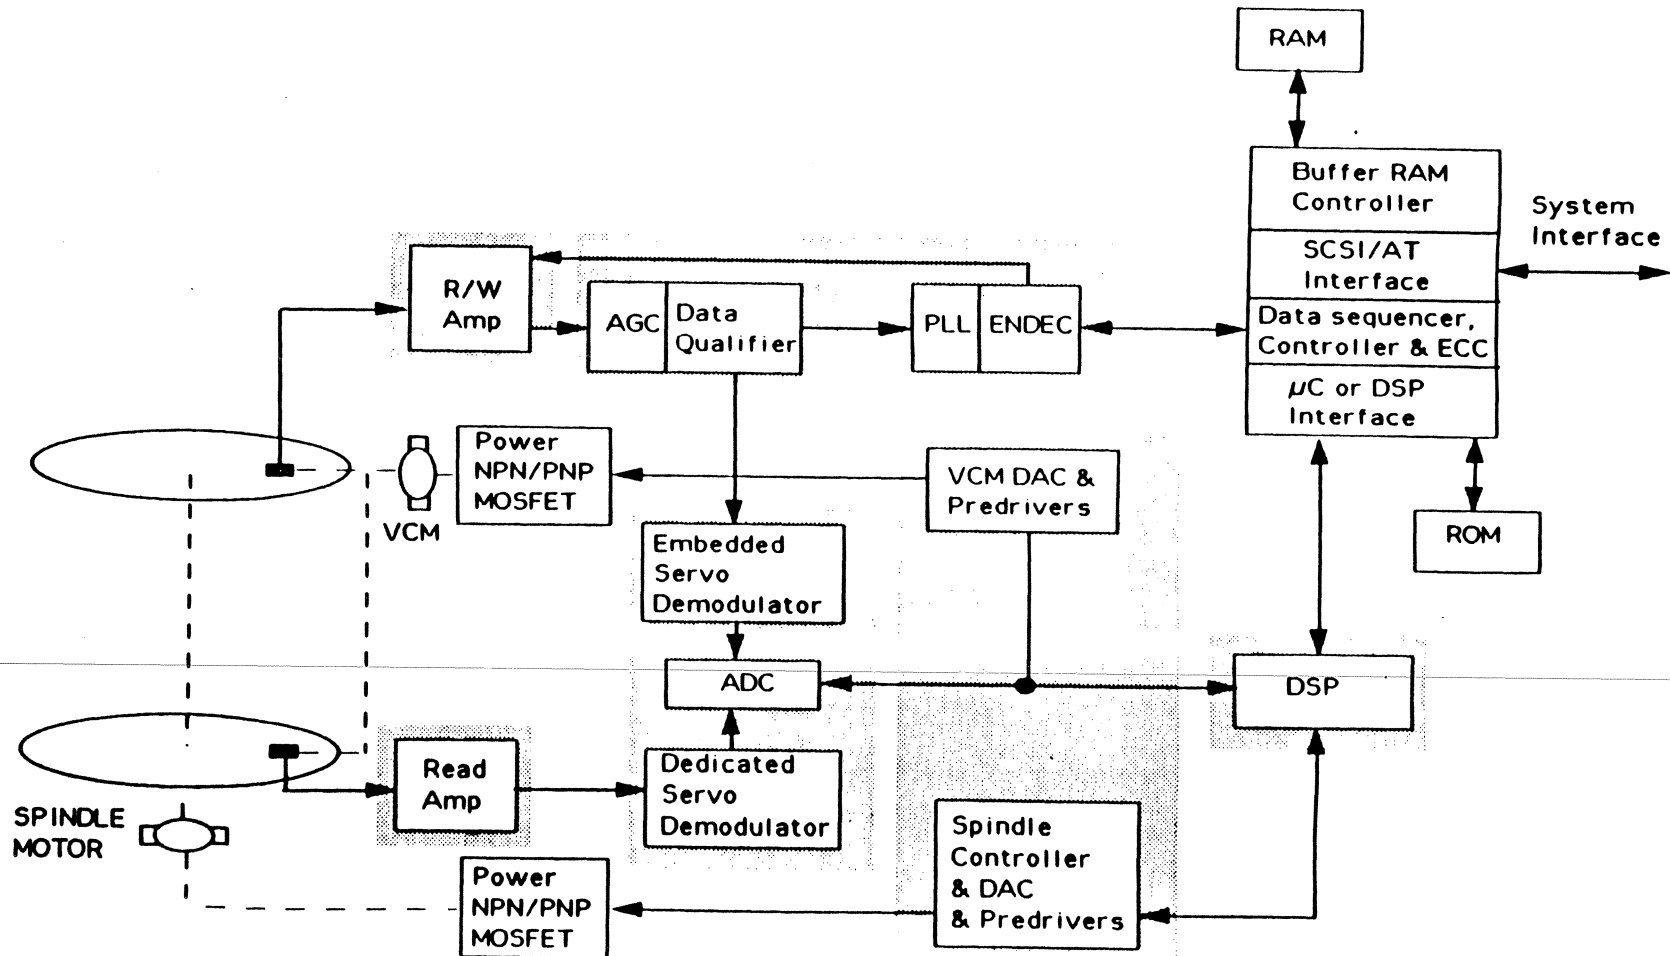 RAM
Buffer RAM
Controller
System
Interface
SCSI/AT
Interface
R/W
Amp
AGC
Data
Qualifier
PLL
ENDEC
Data sequencer,
Controller & ECC
µC or DSP
Interface
Power
NPN/PNP
MOSFET
VCM
VCM DAC &
Predrivers
ROM
Embedded
Servo
Demodulator
ADC
DSP
Read
Amp
Dedicated
Servo
Demodulator
SPINDLE
MOTOR
Spindle
Controller
& DAC
& Predrivers
Power
NPN/PNP
MOSFET